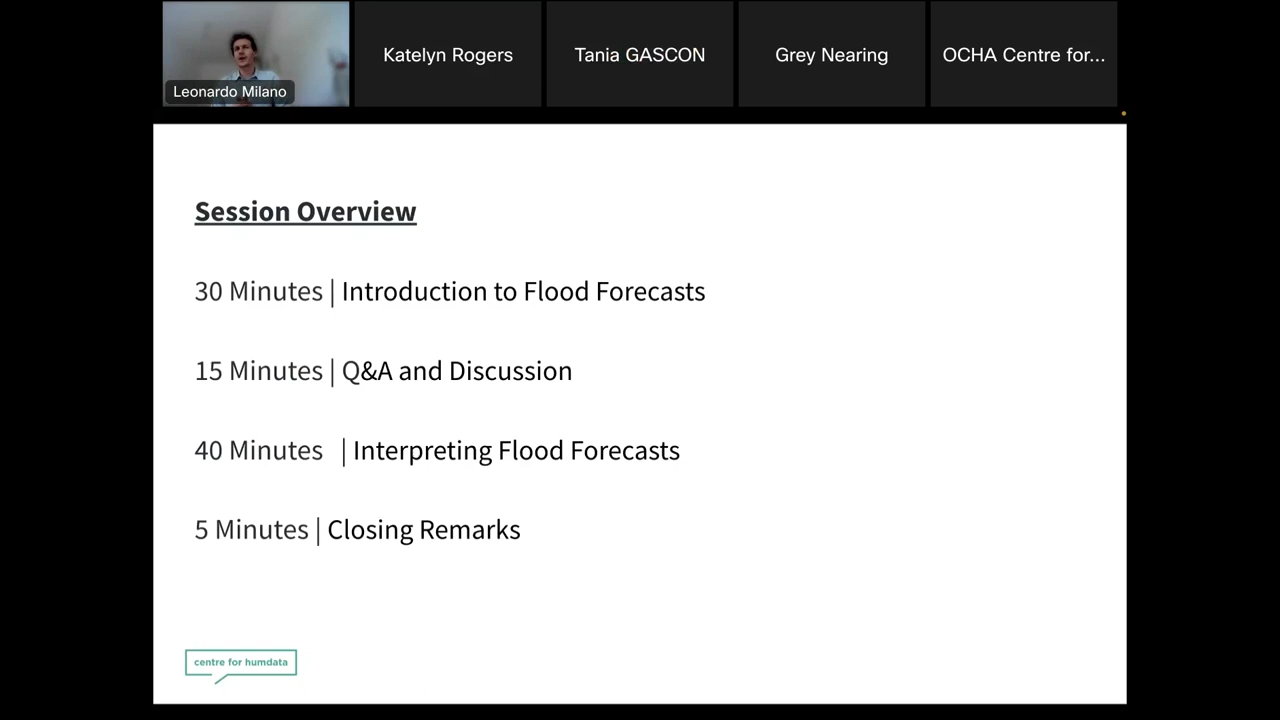 Leonardo Milano
Katelyn Rogers
Tania GASCON
Grey Nearing
OCHA Centre for...
Session Overview
30 Minutes | Introduction to Flood Forecasts
15 Minutes | Q&A and Discussion
40 Minutes | Interpreting Flood Forecasts
5 Minutes | Closing Remarks
centre for humdata